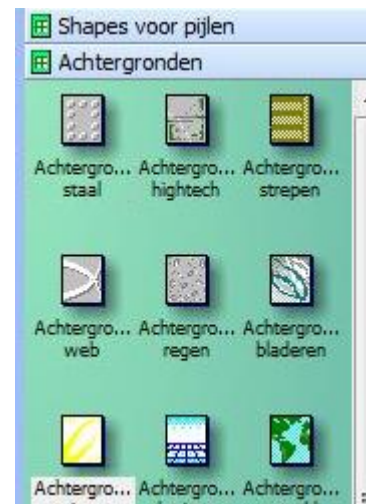 Shapes voor pijlen
Achtergronden
Achtergro... Achtergro... Achtergro...
staal hightech strepen
Achtergro... Achtergro... Achtergro...
web regen bladeren
Achtergro... Achtergro... Achtergro...